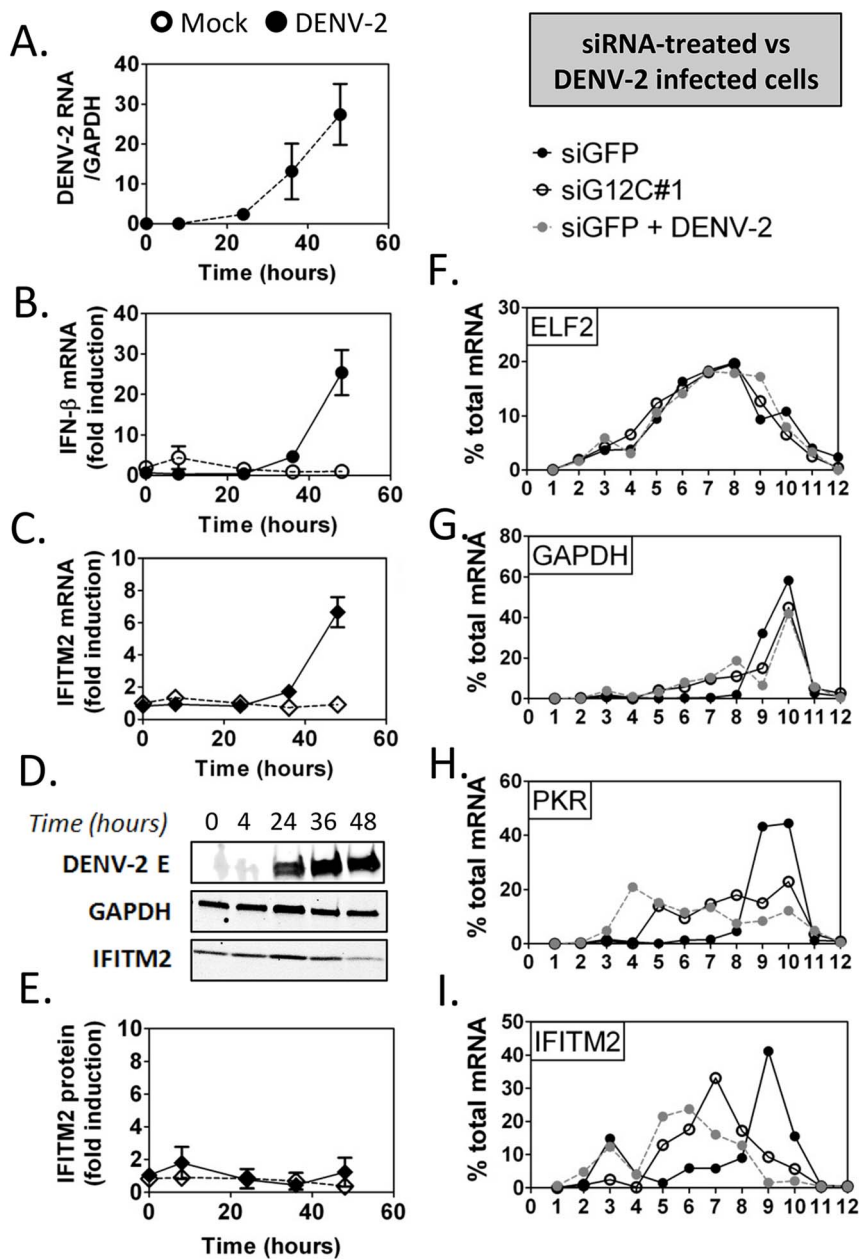 Mock DENV-2
A.
DENV-2 RNA
/GAPDH
40
30
20
10
0
0 20 40 60
Time (hours)
B.
IFN-β mRNA
(fold induction)
40
30
20
10
0
0 20 40 60
Time (hours)
C.
IFITM2 mRNA
(fold induction)
10
8
6
4
2
0
0 20 40 60
Time (hours)
D.
Time (hours) 0 4 24 36 48
DENV-2 E
GAPDH
IFITM2
E.
IFITM2 protein
(fold induction)
10
8
6
4
2
0
0 20 40 60
Time (hours)
siRNA-treated vs
DENV-2 infected cells
siGFP
siG12C#1
siGFP + DENV-2
F.
ELF2
% total mRNA
30
20
10
0
0 1 2 3 4 5 6 7 8 9 10 11 12
G.
GAPDH
% total mRNA
80
60
40
20
0
0 1 2 3 4 5 6 7 8 9 10 11 12
H.
PKR
% total mRNA
60
40
20
0
0 1 2 3 4 5 6 7 8 9 10 11 12
I.
IFITM2
% total mRNA
50
40
30
20
10
0
0 1 2 3 4 5 6 7 8 9 10 11 12